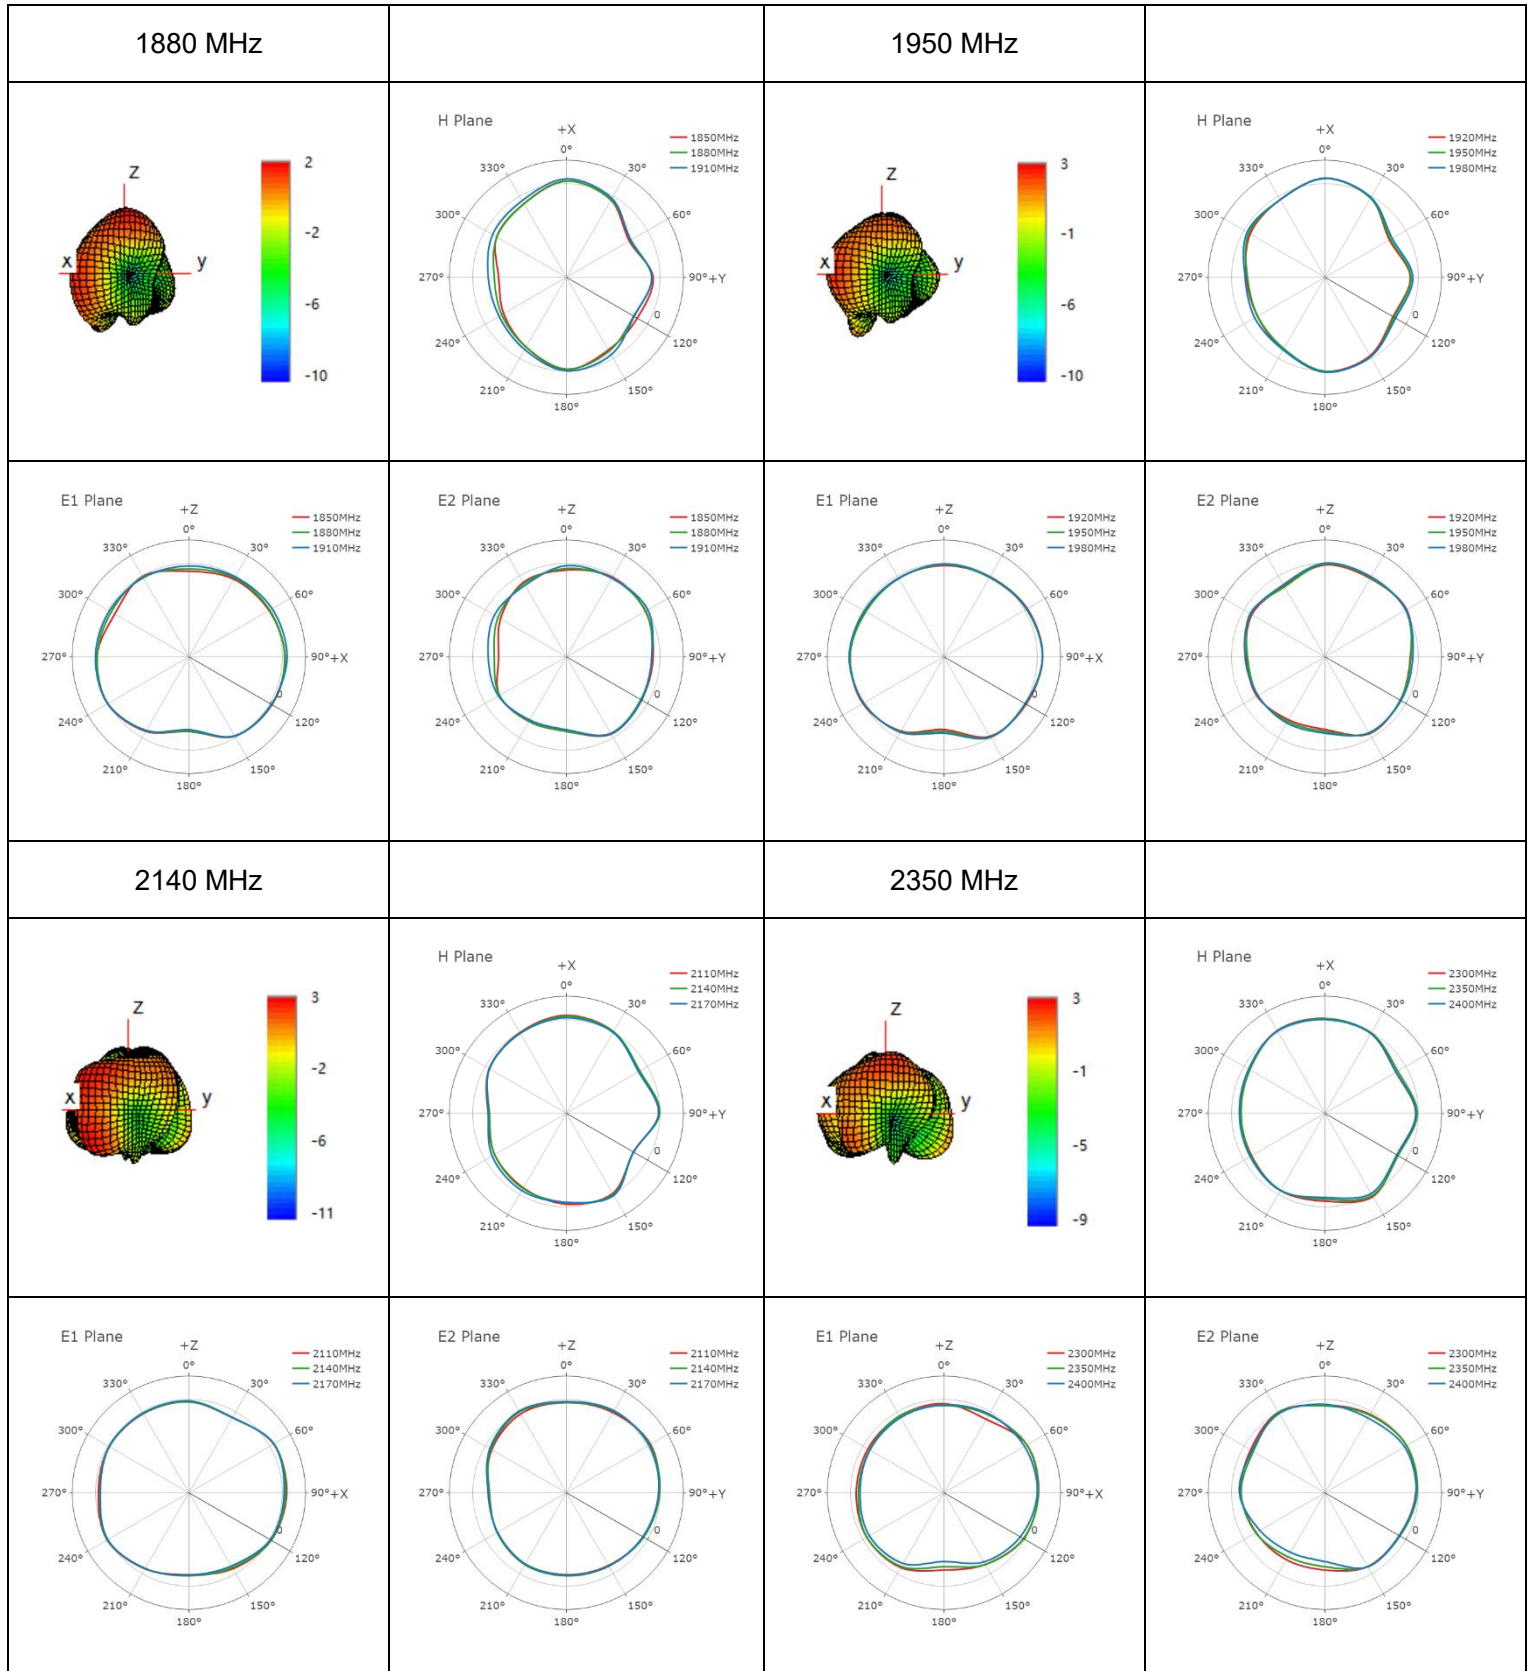 1880 MHz
1950 MHz
Z
x
y
2
-2
-6
-10
H Plane
+X
0°
30°
60°
90°+Y
120°
150°
180°
210°
240°
270°
300°
330°
0
1850MHz
1880MHz
1910MHz
Z
x
y
3
-1
-6
-10
H Plane
+X
0°
30°
60°
90°+Y
120°
150°
180°
210°
240°
270°
300°
330°
0
1920MHz
1950MHz
1980MHz
E1 Plane
+Z
0°
30°
60°
90°+X
120°
150°
180°
210°
240°
270°
300°
330°
0
1850MHz
1880MHz
1910MHz
E2 Plane
+Z
0°
30°
60°
90°+Y
120°
150°
180°
210°
240°
270°
300°
330°
0
1850MHz
1880MHz
1910MHz
E1 Plane
+Z
0°
30°
60°
90°+X
120°
150°
180°
210°
240°
270°
300°
330°
0
1920MHz
1950MHz
1980MHz
E2 Plane
+Z
0°
30°
60°
90°+Y
120°
150°
180°
210°
240°
270°
300°
330°
0
1920MHz
1950MHz
1980MHz
2140 MHz
2350 MHz
Z
x
y
3
-2
-6
-11
H Plane
+X
0°
30°
60°
90°+Y
120°
150°
180°
210°
240°
270°
300°
330°
0
2110MHz
2140MHz
2170MHz
Z
x
y
3
-1
-5
-9
H Plane
+X
0°
30°
60°
90°+Y
120°
150°
180°
210°
240°
270°
300°
330°
0
2300MHz
2350MHz
2400MHz
E1 Plane
+Z
0°
30°
60°
90°+X
120°
150°
180°
210°
240°
270°
300°
330°
0
2110MHz
2140MHz
2170MHz
E2 Plane
+Z
0°
30°
60°
90°+Y
120°
150°
180°
210°
240°
270°
300°
330°
0
2110MHz
2140MHz
2170MHz
E1 Plane
+Z
0°
30°
60°
90°+X
120°
150°
180°
210°
240°
270°
300°
330°
0
2300MHz
2350MHz
2400MHz
E2 Plane
+Z
0°
30°
60°
90°+Y
120°
150°
180°
210°
240°
270°
300°
330°
0
2300MHz
2350MHz
2400MHz